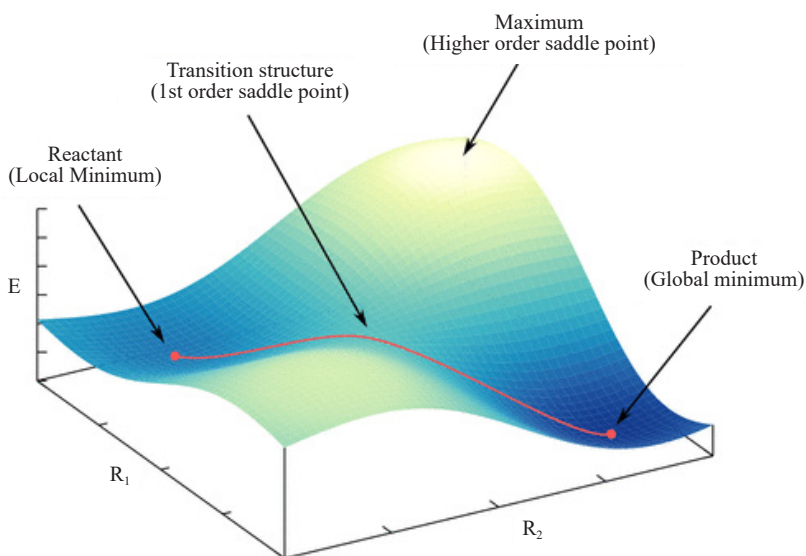 Maximum
(Higher order saddle point)
Transition structure
(1st order saddle point)
Reactant
(Local Minimum)
Product
(Global minimum)
E
R₁
R₂